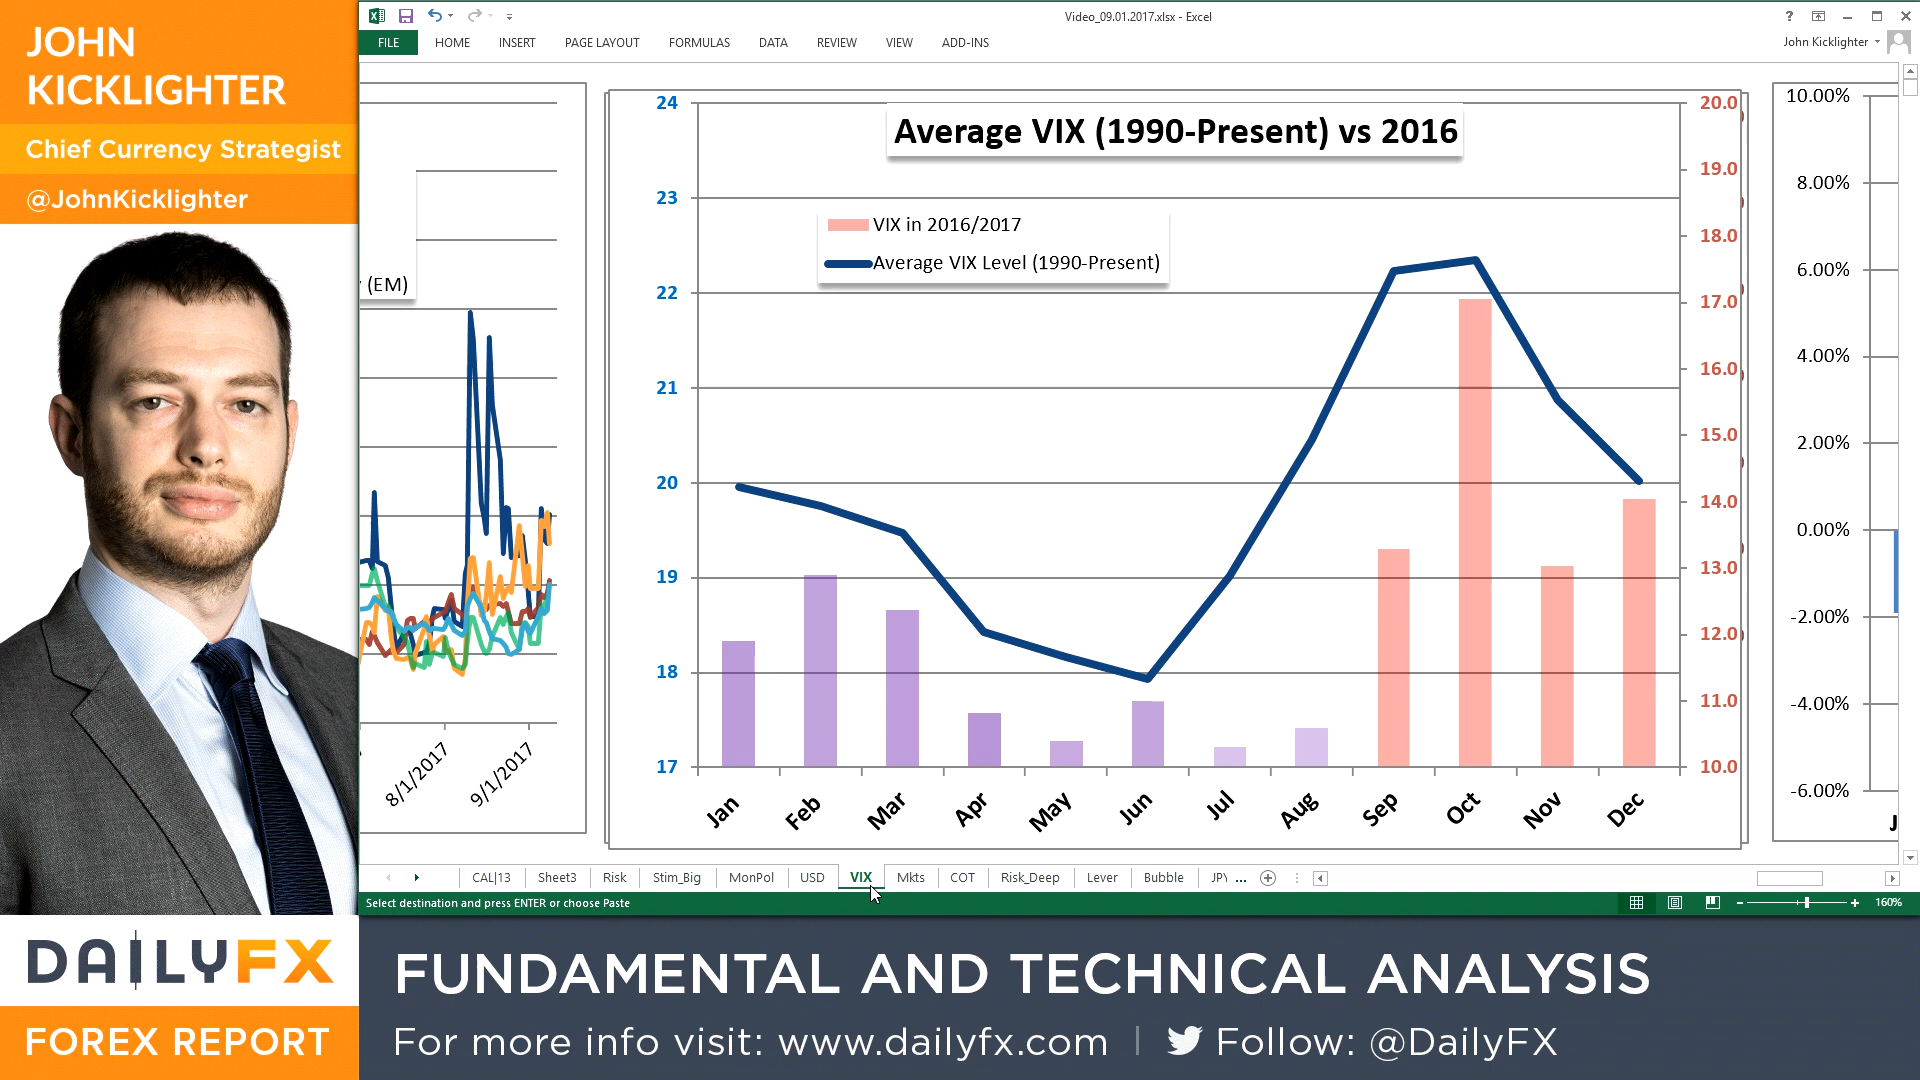 JOHN
KICKLIGHTER
Chief Currency Strategist
@JohnKicklighter
Video_09.01.2017.xlsx - Excel
?
FILE HOME INSERT PAGE LAYOUT FORMULAS DATA REVIEW VIEW ADD-INS
John Kicklighter
(EM)
8/1/2017
9/1/2017
Average VIX (1990-Present) vs 2016
VIX in 2016/2017
Average VIX Level (1990-Present)
24
23
22
21
20
19
18
17
20.0
19.0
18.0
17.0
16.0
15.0
14.0
13.0
12.0
11.0
10.0
Jan Feb Mar Apr May Jun Jul Aug Sep Oct Nov Dec
10.00%
8.00%
6.00%
4.00%
2.00%
0.00%
-2.00%
-4.00%
-6.00%
CAL|13 Sheet3 Risk Stim_Big MonPol USD VIX Mkts COT Risk_Deep Lever Bubble JPY ...
Select destination and press ENTER or choose Paste
160%
DAILYFX
FOREX REPORT
FUNDAMENTAL AND TECHNICAL ANALYSIS
For more info visit: www.dailyfx.com | Follow: @DailyFX